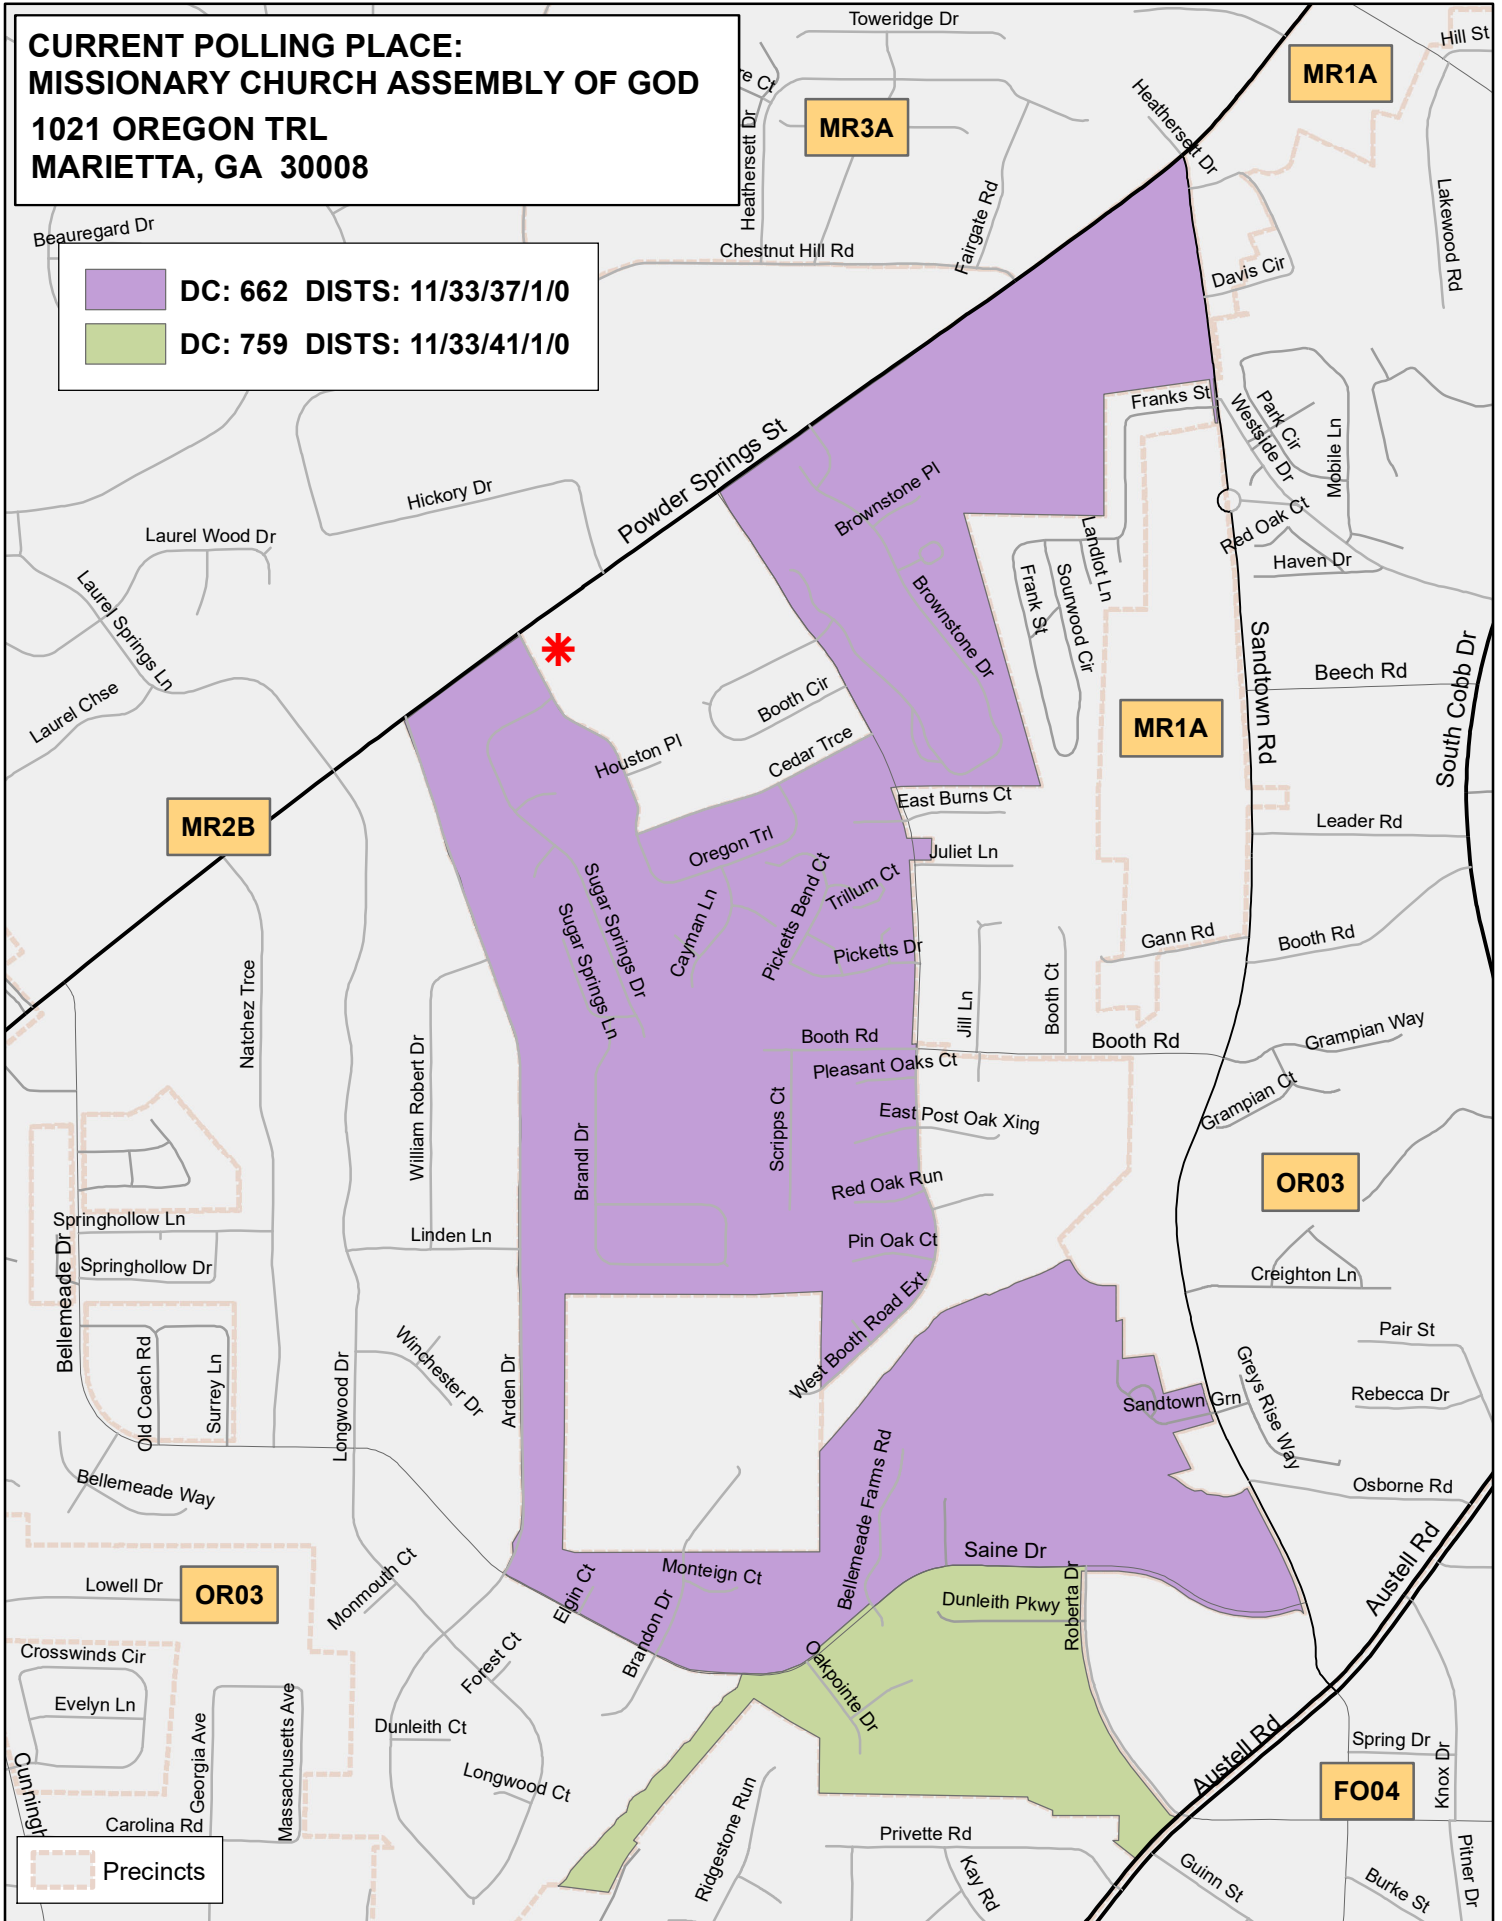 CURRENT POLLING PLACE:
MISSIONARY CHURCH ASSEMBLY OF GOD
1021 OREGON TRL
MARIETTA, GA 30008
DC: 662 DISTS: 11/33/37/1/0
DC: 759 DISTS: 11/33/41/1/0
Toweridge Dr
Hill St
MR1A
re Ct
MR3A
Heathersett Dr
Heathersett Dr
Lakewood Rd
Beauregard Dr
Fairgate Rd
Chestnut Hill Rd
Davis Cir
Franks St
Park Cir
Westside Dr
Mobile Ln
Powder Springs St
Hickory Dr
Brownstone Pl
Red Oak Ct
Laurel Wood Dr
Landlot Ln
Haven Dr
Laurel Springs Ln
Frank St
Sourwood Cir
Brownstone Dr
Sandtown Rd
Beech Rd
South Cobb Dr
Laurel Chse
Booth Cir
MR1A
Houston Pl
Cedar Trce
East Burns Ct
MR2B
Leader Rd
Oregon Trl
Juliet Ln
Sugar Springs Dr
Picketts Bend Ct
Trillum Ct
Cayman Ln
Sugar Springs Ln
Picketts Dr
Gann Rd
Booth Rd
Natchez Trce
Jill Ln
Booth Ct
Booth Rd
Booth Rd
Grampian Way
William Robert Dr
Pleasant Oaks Ct
Grampian Ct
East Post Oak Xing
Scripps Ct
Brandl Dr
Red Oak Run
OR03
Springhollow Ln
Linden Ln
Pin Oak Ct
Springhollow Dr
Creighton Ln
Bellemeade Dr
West Booth Road Ext
Pair St
Winchester Dr
Old Coach Rd
Surrey Ln
Longwood Dr
Arden Dr
Greys Rise Way
Sandtown Grn
Rebecca Dr
Bellemeade Way
Bellemeade Farms Rd
Osborne Rd
Saine Dr
Monteign Ct
Lowell Dr
OR03
Monmouth Ct
Elgin Ct
Dunleith Pkwy
Roberta Dr
Austell Rd
Brandon Dr
Crosswinds Cir
Forest Ct
Oakpointe Dr
Evelyn Ln
Dunleith Ct
Georgia Ave
Massachusetts Ave
Austell Rd
Spring Dr
Longwood Ct
FO04
Knox Dr
Cunningh
Carolina Rd
Ridgestone Run
Privette Rd
Precincts
Kay Rd
Guinn St
Burke St
Pitner Dr